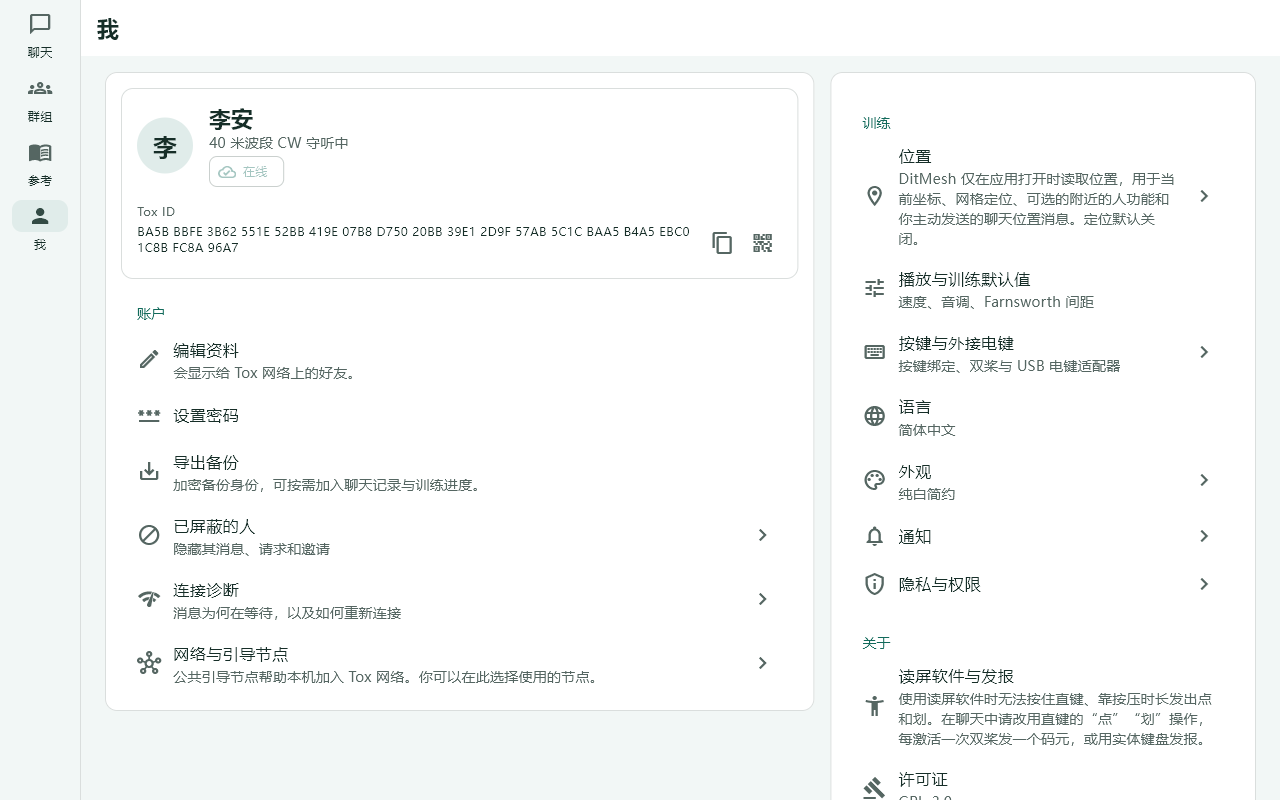 我
聊天
群组
参考
我
李
李安
40 米波段 CW 守听中
在线
Tox ID
BA5B BBFE 3B62 551E 52BB 419E 07B8 D750 20BB 39E1 2D9F 57AB 5C1C BAA5 B4A5 EBC0
1C8B FC8A 96A7
账户
编辑资料
会显示给 Tox 网络上的好友。
设置密码
导出备份
加密备份身份，可按需加入聊天记录与训练进度。
已屏蔽的人
隐藏其消息、请求和邀请
连接诊断
消息为何在等待，以及如何重新连接
网络与引导节点
公共引导节点帮助本机加入 Tox 网络。你可以在此选择使用的节点。
训练
位置
DitMesh 仅在应用打开时读取位置，用于当
前坐标、网格定位、可选的附近的人功能和
你主动发送的聊天位置消息。定位默认关
闭。
播放与训练默认值
速度、音调、Farnsworth 间距
按键与外接电键
按键绑定、双桨与 USB 电键适配器
语言
简体中文
外观
纯白简约
通知
隐私与权限
关于
读屏软件与发报
使用读屏软件时无法按住直键、靠按压时长发出点
和划。在聊天中请改用直键的“点”“划”操作，
每激活一次双桨发一个码元，或用实体键盘发报。
许可证